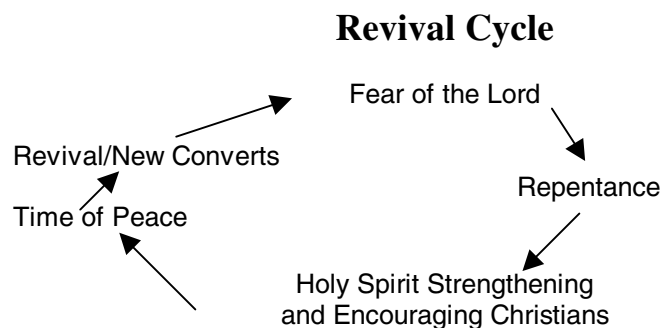 Revival Cycle
Fear of the Lord
Revival/New Converts
Repentance
Time of Peace
Holy Spirit Strengthening
and Encouraging Christians